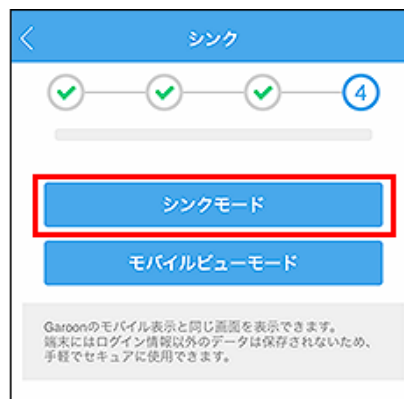 シンク
4
シンクモード
モバイルビューモード
Garoonのモバイル表示と同じ画面を表示できます。
端末にはログイン情報以外のデータは保存されないため、
手軽でセキュアに使用できます。